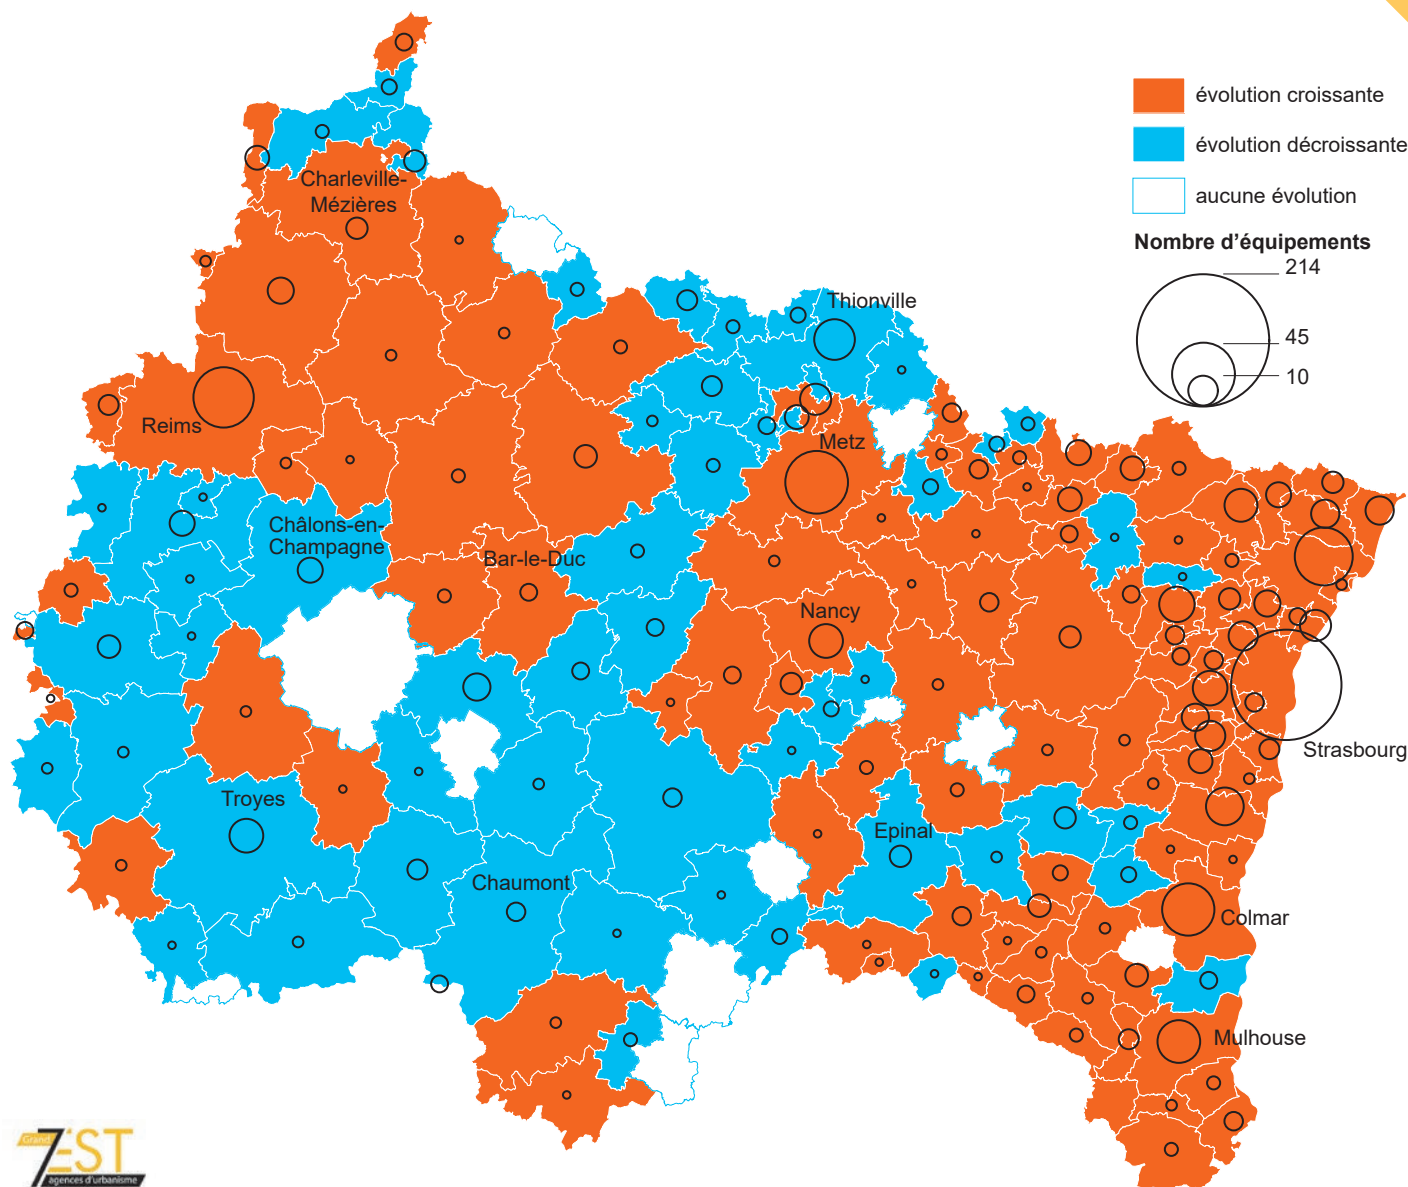 évolution croissante
évolution décroissante
aucune évolution
Nombre d'équipements
214
45
10
Charleville-
Mézières
Thionville
Reims
Metz
Châlons-en-
Champagne
Bar-le-Duc
Nancy
Strasbourg
Troyes
Epinal
Chaumont
Colmar
Mulhouse
Grand
7EST
agences d'urbanisme